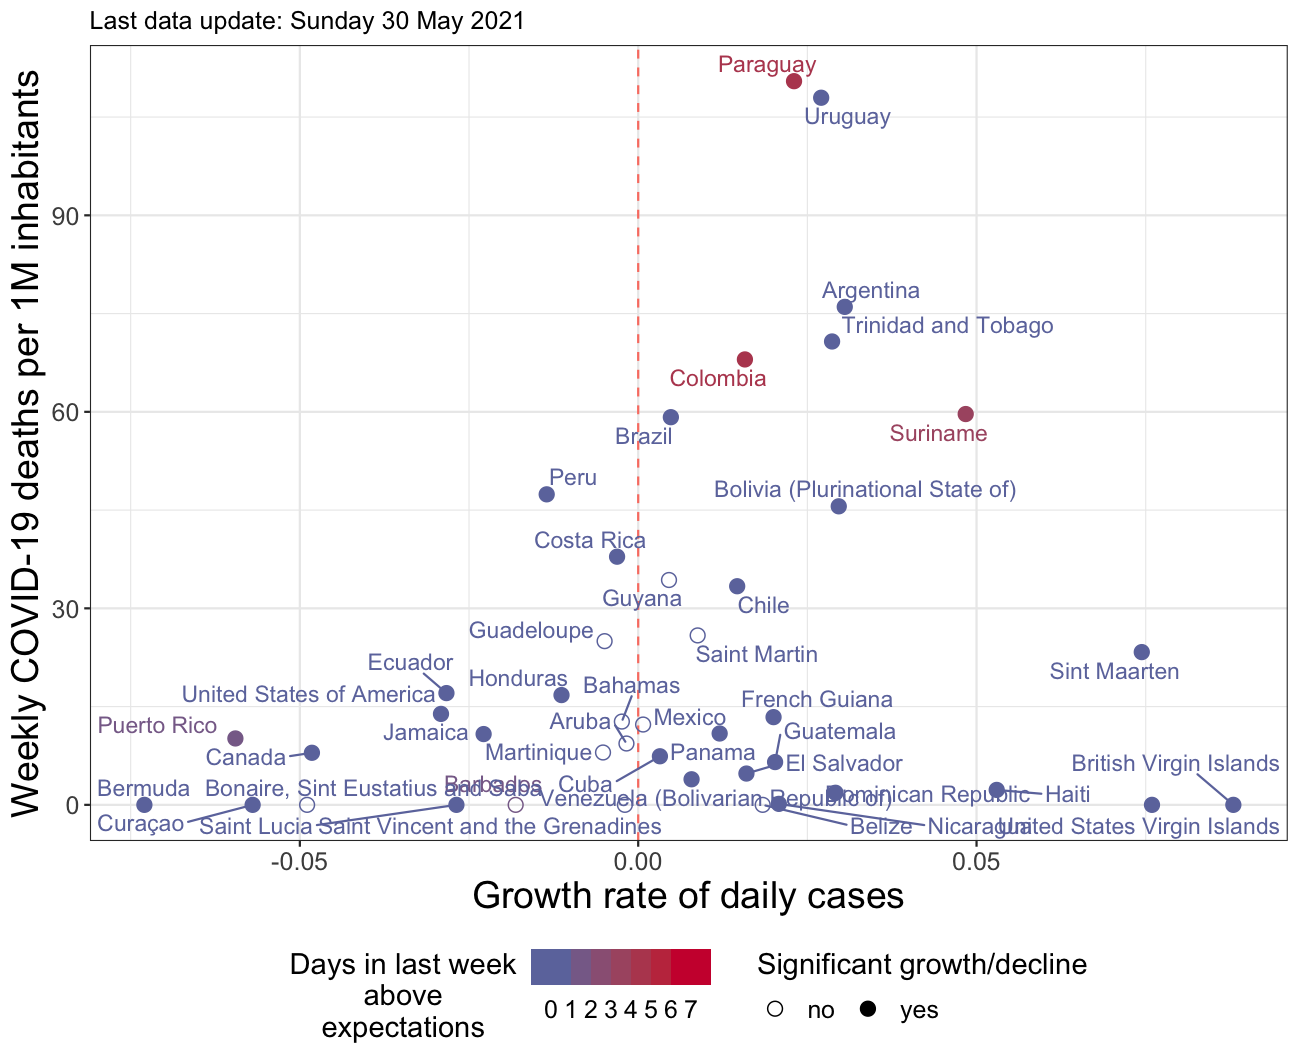 Last data update: Sunday 30 May 2021
Weekly COVID-19 deaths per 1M inhabitants
90
60
30
0
Paraguay
Uruguay
Argentina
Trinidad and Tobago
Colombia
Brazil
Suriname
Peru
Bolivia (Plurinational State of)
Costa Rica
Guyana
Chile
Guadeloupe
Saint Martin
Ecuador
Sint Maarten
Honduras
Bahamas
United States of America
French Guiana
Puerto Rico
Aruba
Mexico
Jamaica
Guatemala
Canada
Martinique
Panama
El Salvador
British Virgin Islands
Bermuda
Bonaire, Sint Eustatius and Saba
Barbados
Cuba
Venezuela (Bolivarian Republic of)
Dominican Republic
Haiti
Curaçao
Saint Lucia
Saint Vincent and the Grenadines
Belize
Nicaragua
United States Virgin Islands
-0.05
0.00
0.05
Growth rate of daily cases
Days in last week
above
expectations
0 1 2 3 4 5 6 7
Significant growth/decline
no
yes